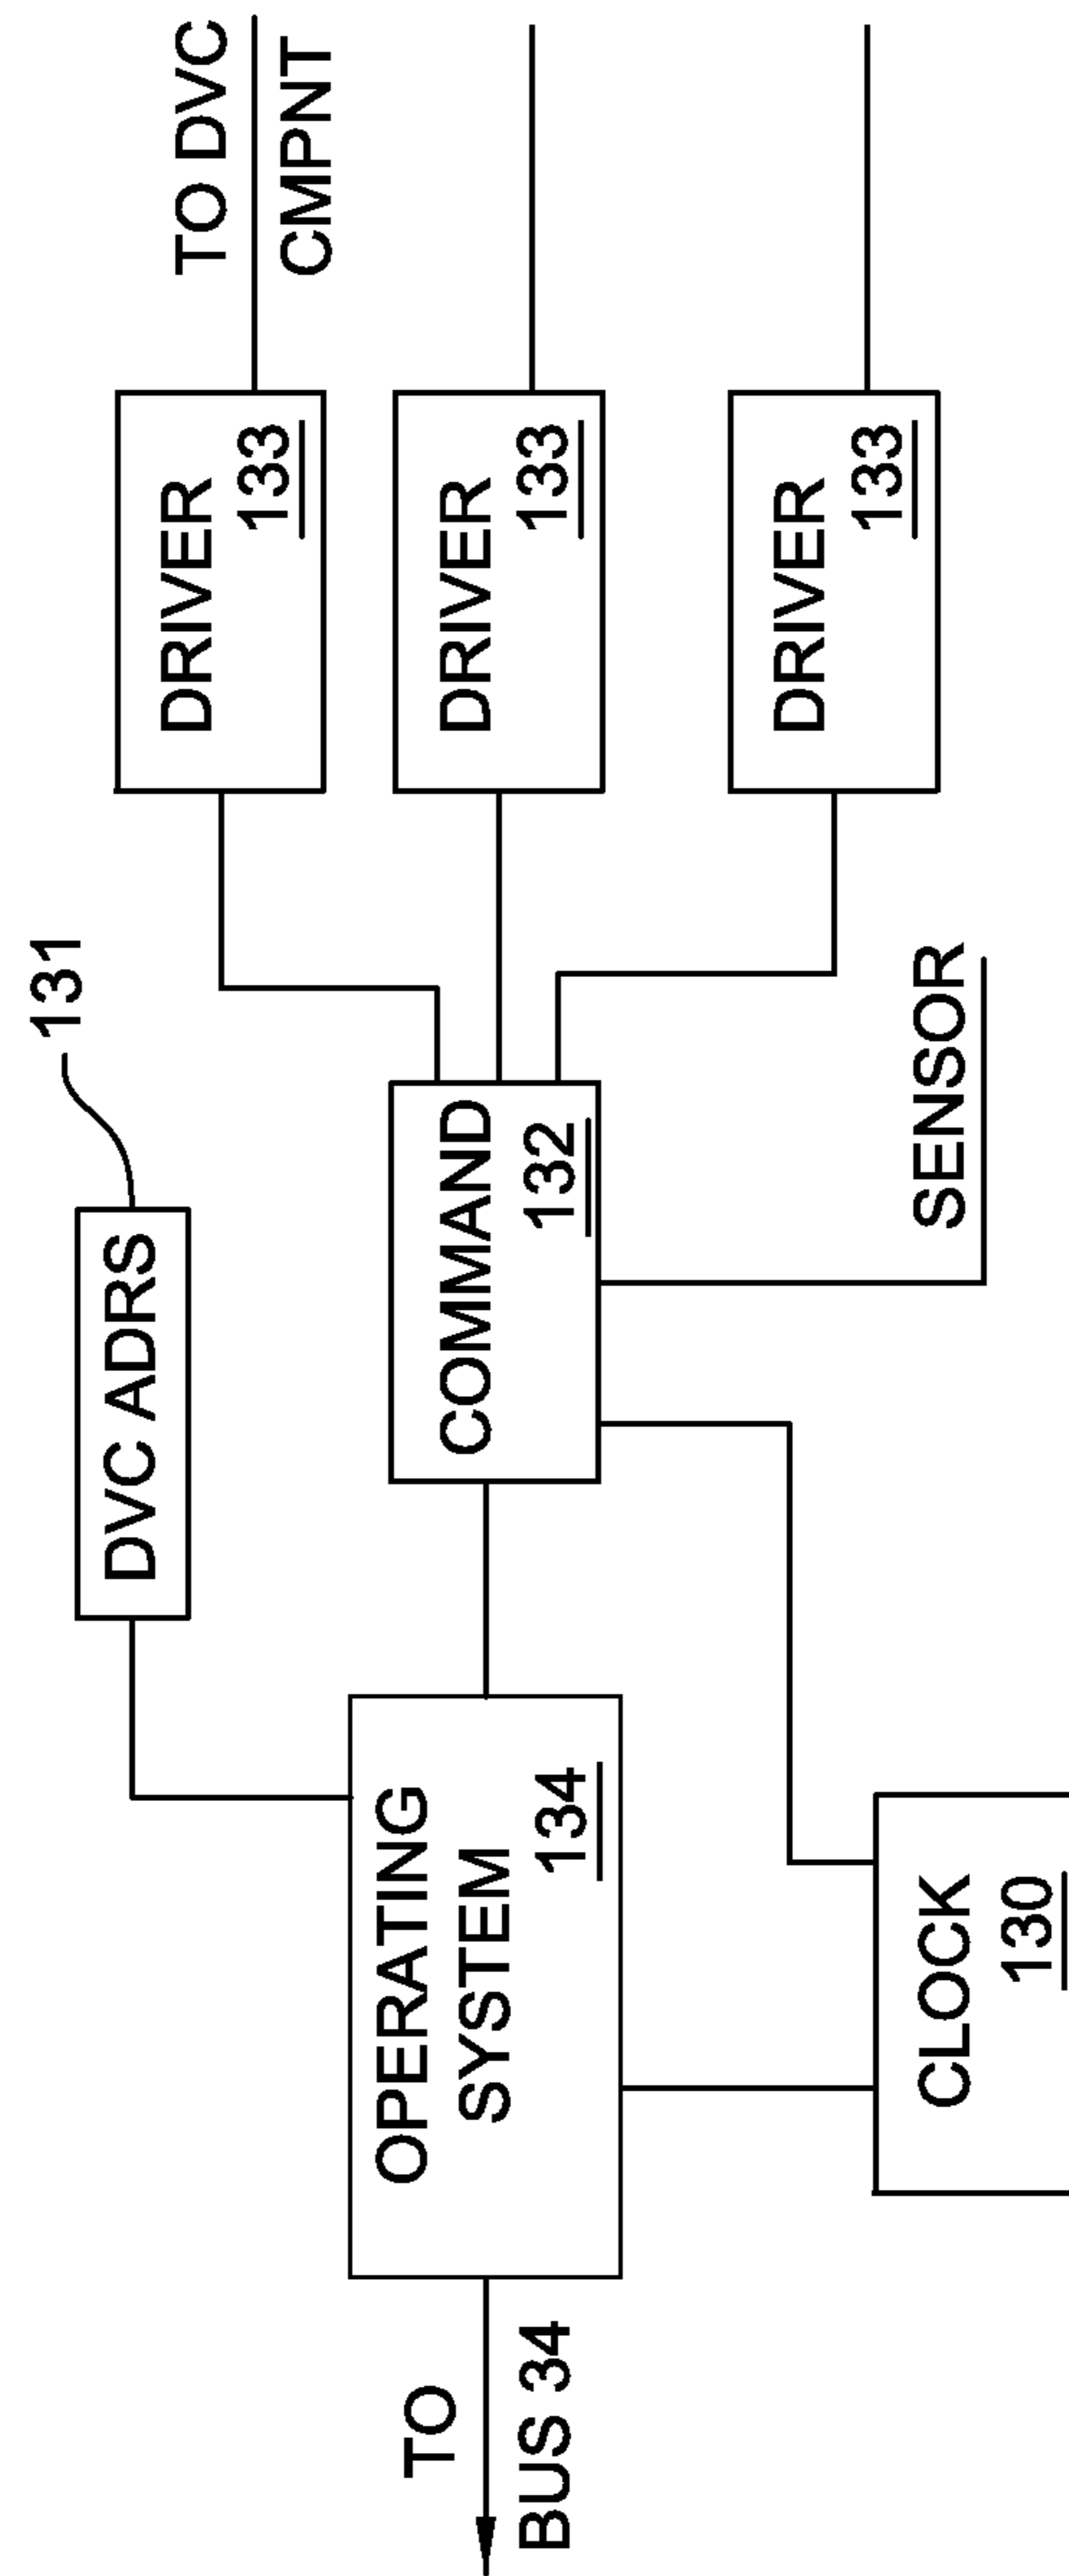 TO
BUS 34
OPERATING
SYSTEM
134
CLOCK
130
DVC ADRS
131
COMMAND
132
SENSOR
DRIVER
133
DRIVER
133
DRIVER
133
TO DVC
CMPNT